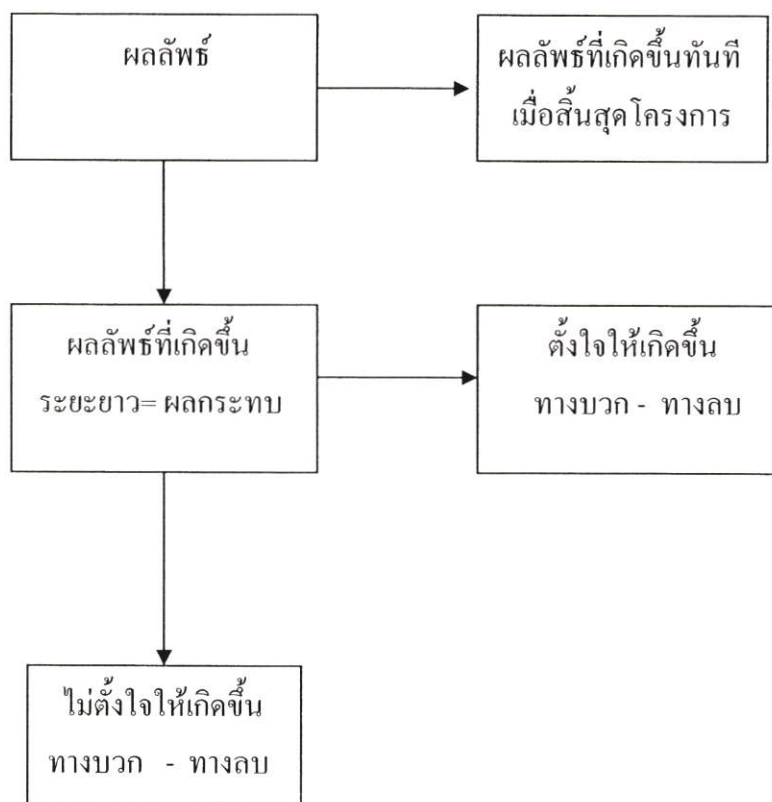 ผลลัพธ์
ผลลัพธ์ที่เกิดขึ้นทันที
เมื่อสิ้นสุดโครงการ
ผลลัพธ์ที่เกิดขึ้น
ระยะยาว= ผลกระทบ
ตั้งใจให้เกิดขึ้น
ทางบวก - ทางลบ
ไม่ตั้งใจให้เกิดขึ้น
ทางบวก - ทางลบ